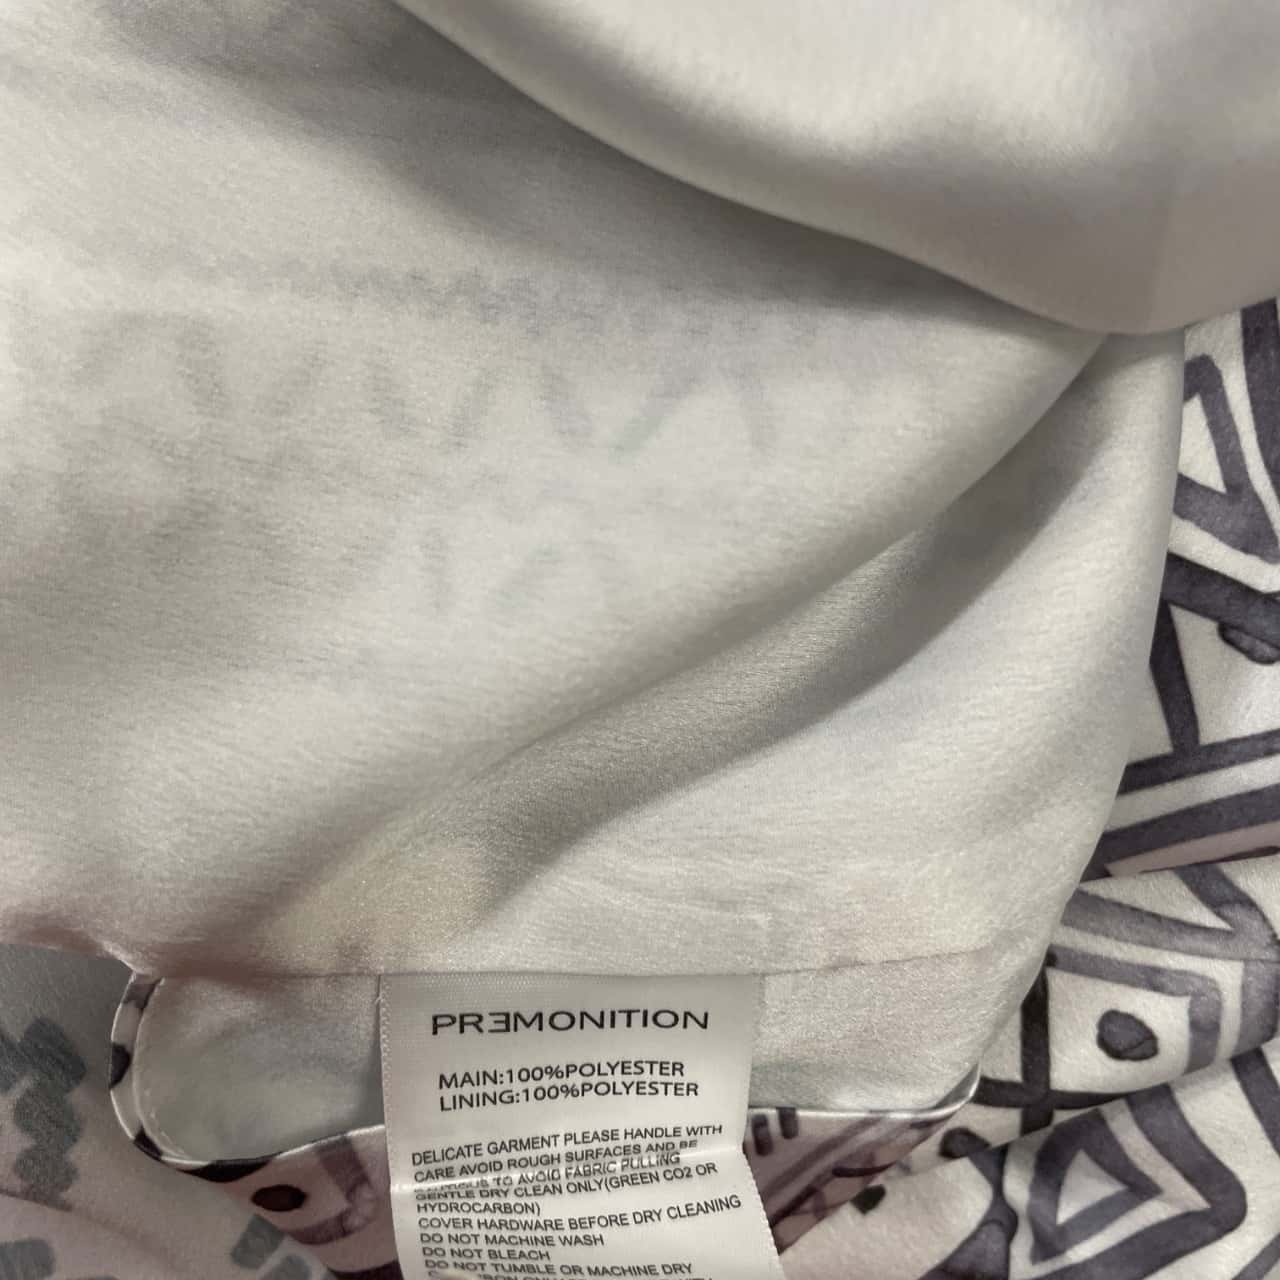 PRƎMONITION
MAIN:100%POLYESTER
LINING:100%POLYESTER
DELICATE GARMENT PLEASE HANDLE WITH
CARE AVOID ROUGH SURFACES AND BE
TO AVOID FABRIC PULLING
GENTLE DRY CLEAN ONLY(GREEN CO2 OR
HYDROCARBON)
COVER HARDWARE BEFORE DRY CLEANING
DO NOT MACHINE WASH
DO NOT BLEACH
DO NOT TUMBLE OR MACHINE DRY